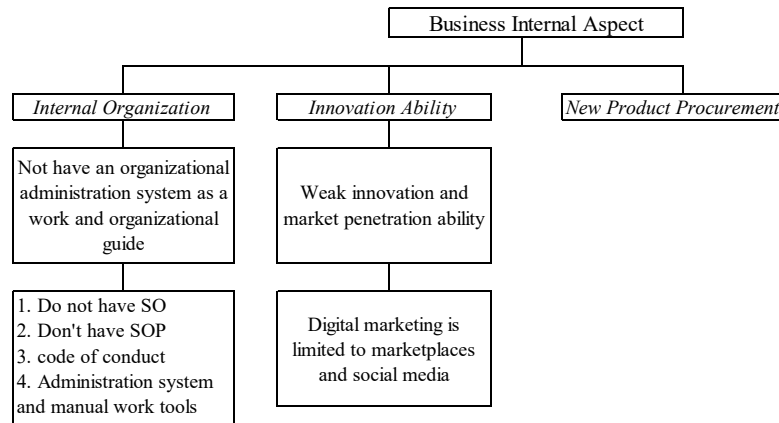 Business Internal Aspect
Internal Organization
Innovation Ability
New Product Procurement
Not have an organizational
administration system as a
work and organizational
guide
Weak innovation and
market penetration ability
1. Do not have SO
2. Don't have SOP
3. code of conduct
4. Administration system
and manual work tools
Digital marketing is
limited to marketplaces
and social media